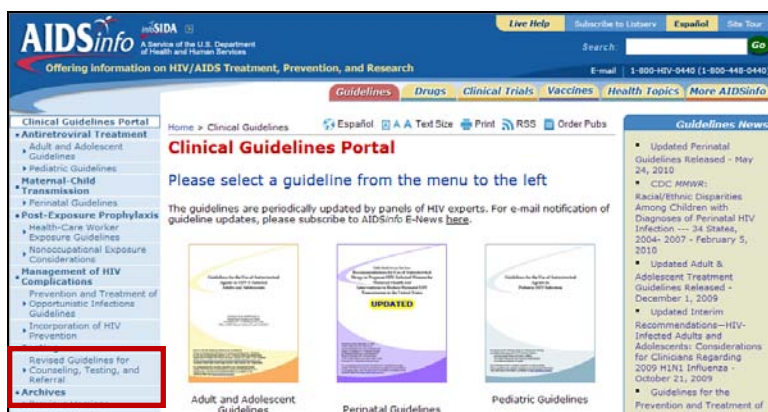 AIDSinfo
infoSIDA
A Service of the U.S. Department
of Health and Human Services
Offering information on HIV/AIDS Treatment, Prevention, and Research
Live Help
Subscribe to Listserv
Español
Site Tour
Search:
Go
E-mail
1-800-HIV-0440 (1-800-448-0440)
Guidelines
Drugs
Clinical Trials
Vaccines
Health Topics
More AIDSinfo
Clinical Guidelines Portal
Antiretroviral Treatment
Adult and Adolescent
Guidelines
Pediatric Guidelines
Maternal-Child
Transmission
Perinatal Guidelines
Post-Exposure Prophylaxis
Health-Care Worker
Exposure Guidelines
Nonoccupational Exposure
Considerations
Management of HIV
Complications
Prevention and Treatment of
Opportunistic Infections
Guidelines
Incorporation of HIV
Prevention
Revised Guidelines for
Counseling, Testing, and
Referral
Archives
Home > Clinical Guidelines
Español
A A Text Size
Print
RSS
Order Pubs
Clinical Guidelines Portal
Please select a guideline from the menu to the left
The guidelines are periodically updated by panels of HIV experts. For e-mail notification of
guideline updates, please subscribe to AIDSinfo E-News here.
UPDATED
Adult and Adolescent
Guidelines
Perinatal Guidelines
Pediatric Guidelines
Guidelines News
Updated Perinatal
Guidelines Released - May
24, 2010
CDC MMWR:
Racial/Ethnic Disparities
Among Children with
Diagnoses of Perinatal HIV
Infection --- 34 States,
2004- 2007 - February 5,
2010
Updated Adult &
Adolescent Treatment
Guidelines Released -
December 1, 2009
Updated Interim
Recommendations—HIV-
Infected Adults and
Adolescents: Considerations
for Clinicians Regarding
2009 H1N1 Influenza -
October 21, 2009
Guidelines for the
Prevention and Treatment of